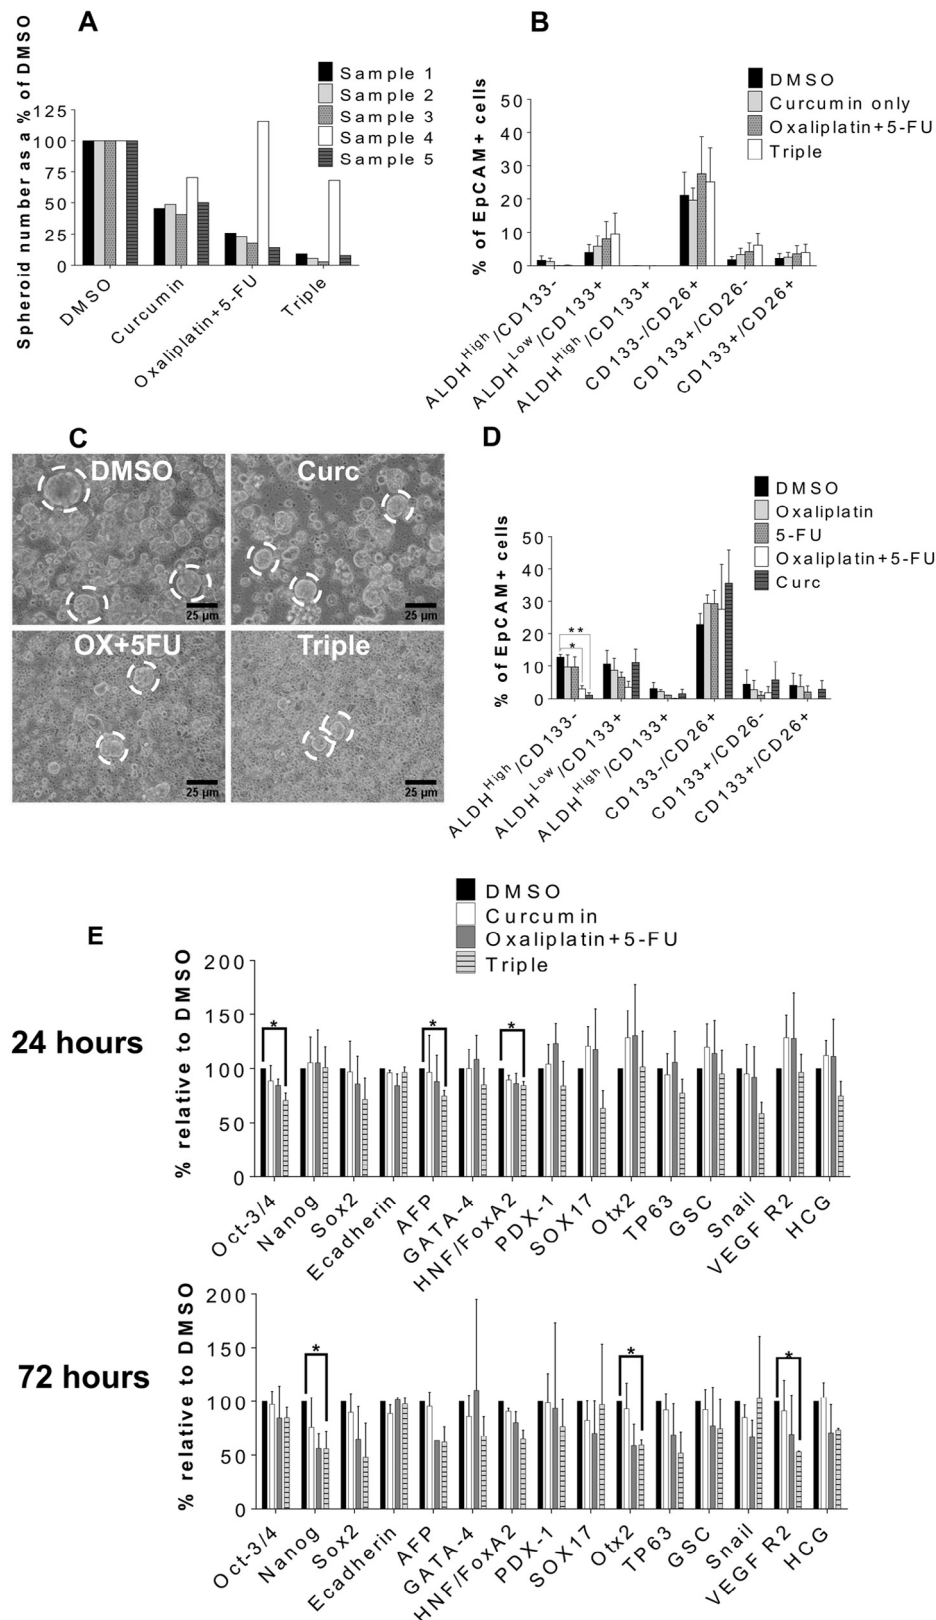 A
Spheroid number as a % of DMSO
Sample 1
Sample 2
Sample 3
Sample 4
Sample 5
125
100
75
50
25
0
DMSO
Curcumin
Oxaliplatin+5-FU
Triple
B
% of EpCAM+ cells
DMSO
Curcumin only
Oxaliplatin+5-FU
Triple
50
40
30
20
10
0
ALDHHigh/CD133-
ALDHLow/CD133+
ALDHHigh/CD133+
CD133-/CD26+
CD133+/CD26-
CD133+/CD26+
C
DMSO
25 µm
Curc
25 µm
OX+5FU
25 µm
Triple
25 µm
D
% of EpCAM+ cells
DMSO
Oxaliplatin
5-FU
Oxaliplatin+5-FU
Curc
50
40
30
20
10
0
**
*
ALDHHigh/CD133-
ALDHLow/CD133+
ALDHHigh/CD133+
CD133-/CD26+
CD133+/CD26-
CD133+/CD26+
E
DMSO
Curcumin
Oxaliplatin+5-FU
Triple
24 hours
% relative to DMSO
200
150
100
50
0
* * *
Oct-3/4
Nanog
Sox2
Ecadherin
AFP
GATA-4
HNF/FoxA2
PDX-1
SOX17
Otx2
TP63
GSC
Snail
VEGF R2
HCG
72 hours
% relative to DMSO
200
150
100
50
0
* * *
Oct-3/4
Nanog
Sox2
Ecadherin
AFP
GATA-4
HNF/FoxA2
PDX-1
SOX17
Otx2
TP63
GSC
Snail
VEGF R2
HCG